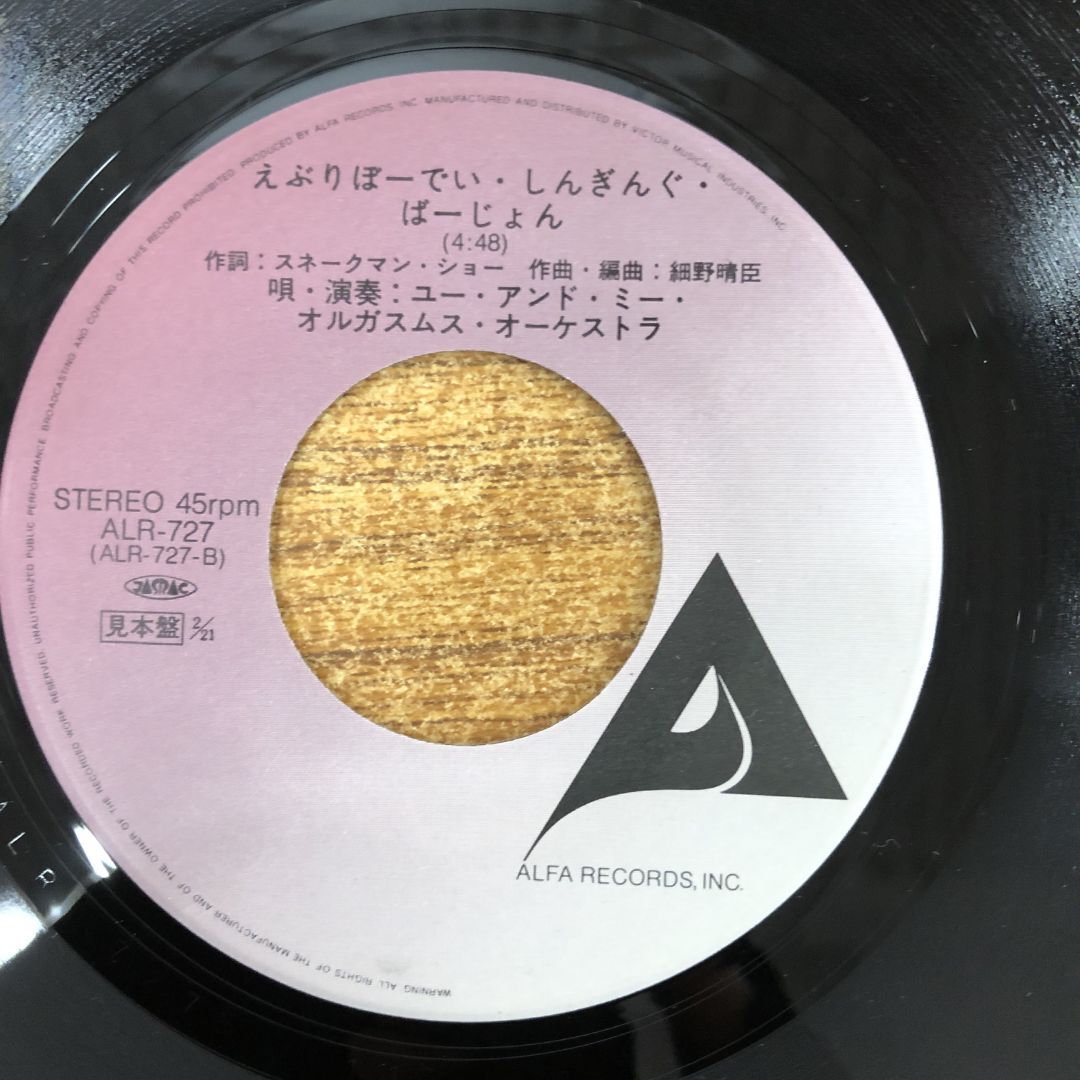 えぶりぼーでい・しんぎんぐ・
ばーじょん
(4:48)
作詞:スネークマン・ショー 作曲・編曲:細野晴臣
唄・演奏:ユー・アンド・ミー・
オルガスムス・オーケストラ
STEREO 45rpm
ALR-727
(ALR-727-B)
JASRAC
見本盤 2/21
ALFA RECORDS, INC.
WARNING. ALL RIGHTS OF THE MANUFACTURER AND OF THE OWNER OF THE RECORDED WORK RESERVED. UNAUTHORIZED PUBLIC PERFORMANCE BROADCASTING AND COPYING OF THIS RECORD PROHIBITED. PRODUCED BY ALFA RECORDS, INC. MANUFACTURED AND DISTRIBUTED BY VICTOR MUSICAL INDUSTRIES, INC.
ALR